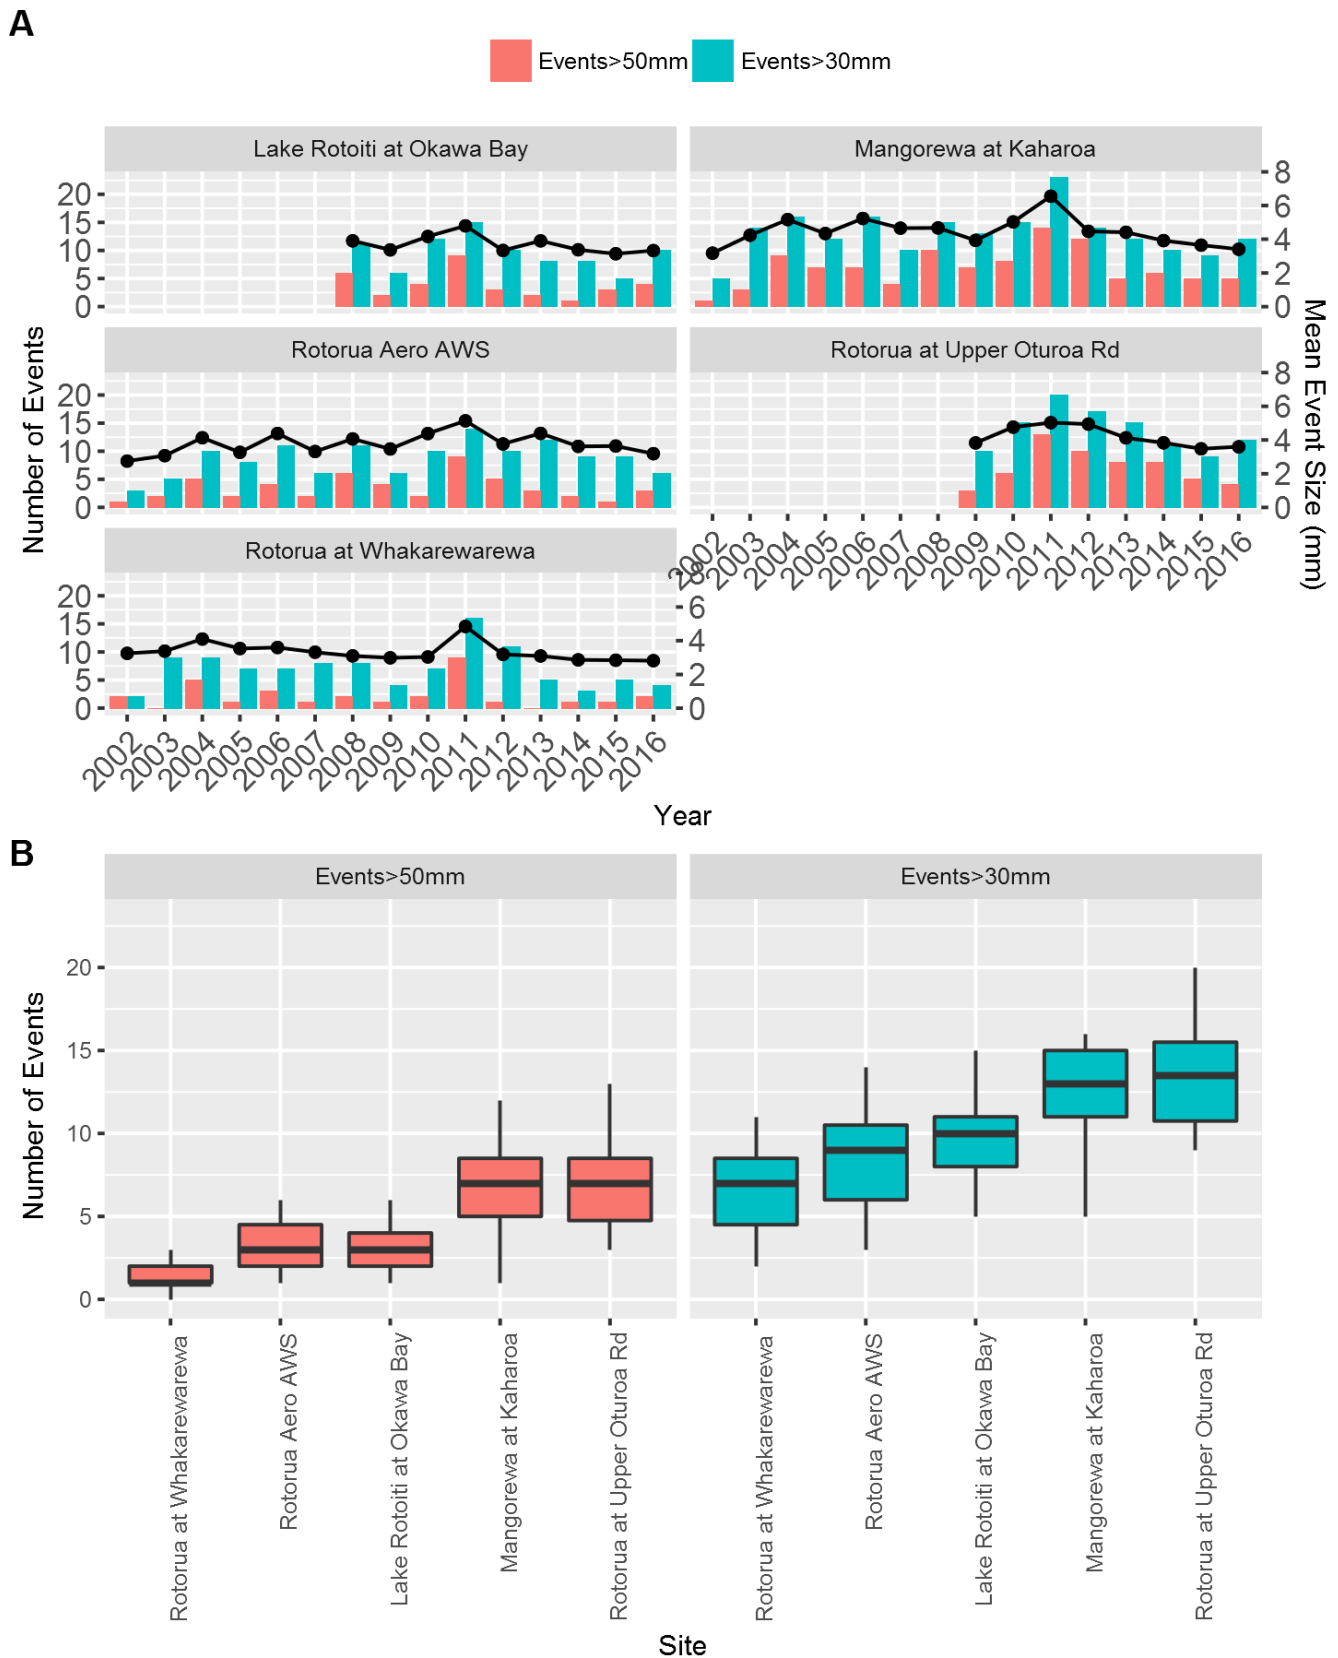 A
Events>50mm Events>30mm
Lake Rotoiti at Okawa Bay
Mangorewa at Kaharoa
20
15
10
5
0
8
6
4
2
0
Rotorua Aero AWS
Rotorua at Upper Oturoa Rd
20
15
10
5
0
8
6
4
2
0
2002 2003 2004 2005 2006 2007 2008 2009 2010 2011 2012 2013 2014 2015 2016
Rotorua at Whakarewarewa
20
15
10
5
0
8
6
4
2
0
2002 2003 2004 2005 2006 2007 2008 2009 2010 2011 2012 2013 2014 2015 2016
Number of Events
Mean Event Size (mm)
Year
B
Events>50mm
Events>30mm
Number of Events
20
15
10
5
0
Rotorua at Whakarewarewa
Rotorua Aero AWS
Lake Rotoiti at Okawa Bay
Mangorewa at Kaharoa
Rotorua at Upper Oturoa Rd
Rotorua at Whakarewarewa
Rotorua Aero AWS
Lake Rotoiti at Okawa Bay
Mangorewa at Kaharoa
Rotorua at Upper Oturoa Rd
Site